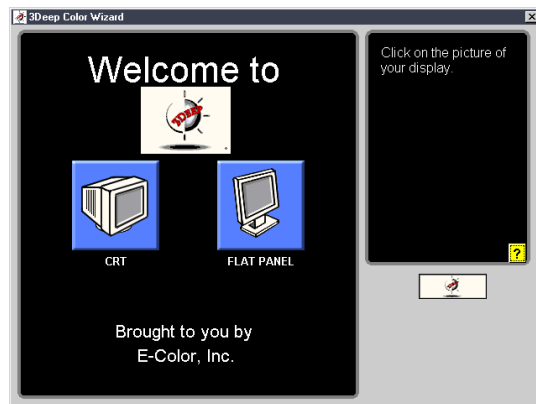 3Deep Color Wizard
Welcome to
3DEEP
CRT
FLAT PANEL
Brought to you by
E-Color, Inc.
Click on the picture of
your display.
?